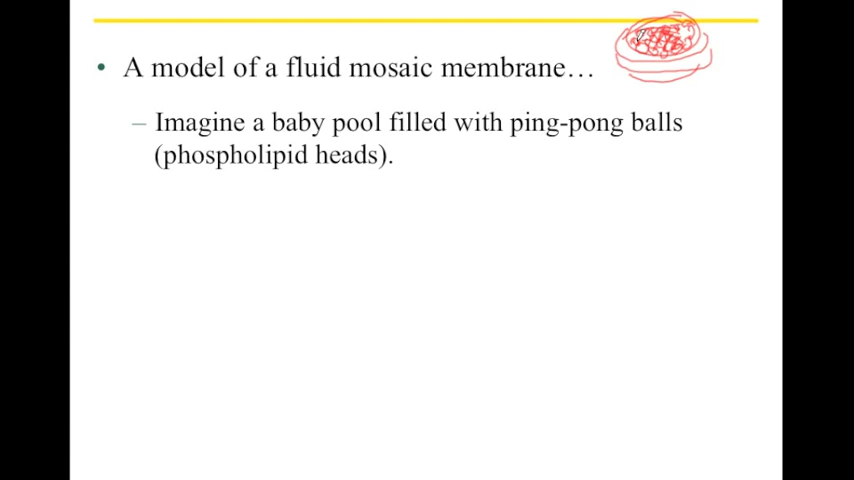 • A model of a fluid mosaic membrane…
– Imagine a baby pool filled with ping-pong balls
(phospholipid heads).